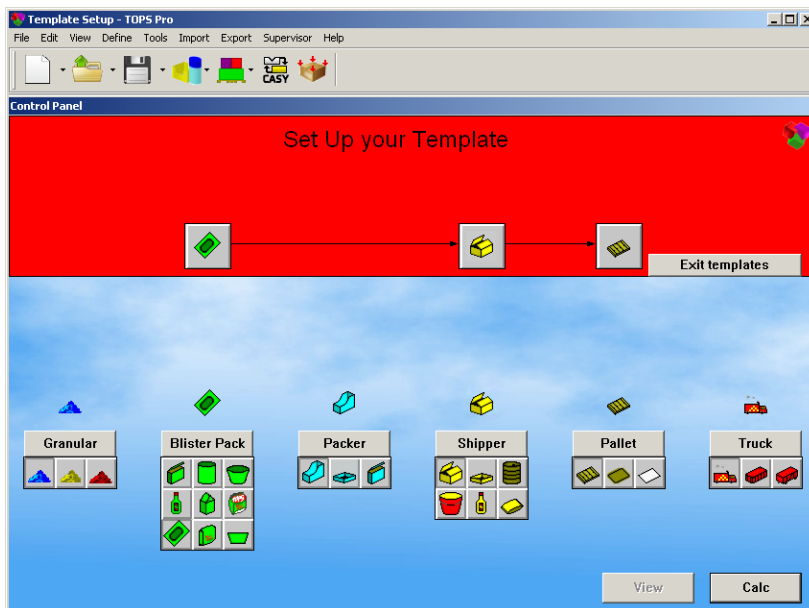 Template Setup - TOPS Pro
File Edit View Define Tools Import Export Supervisor Help
CASY
Control Panel
Set Up your Template
Exit templates
Granular Blister Pack Packer Shipper Pallet Truck
View Calc